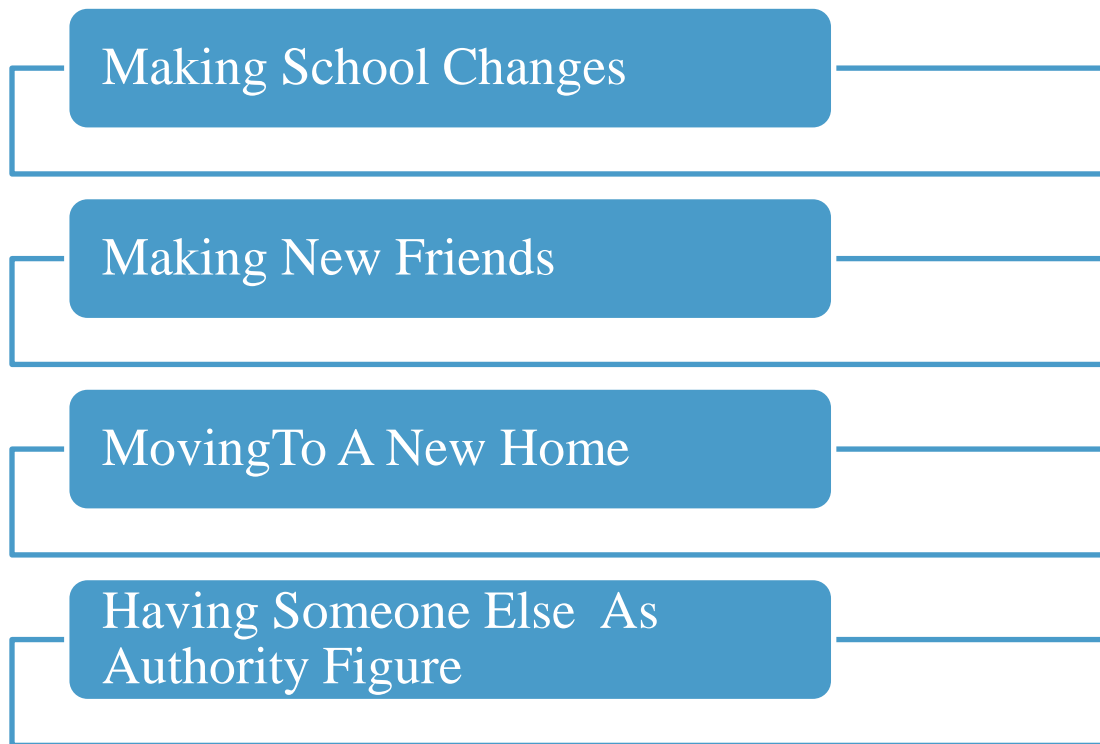 Making School Changes
Making New Friends
MovingTo A New Home
Having Someone Else  As
Authority Figure